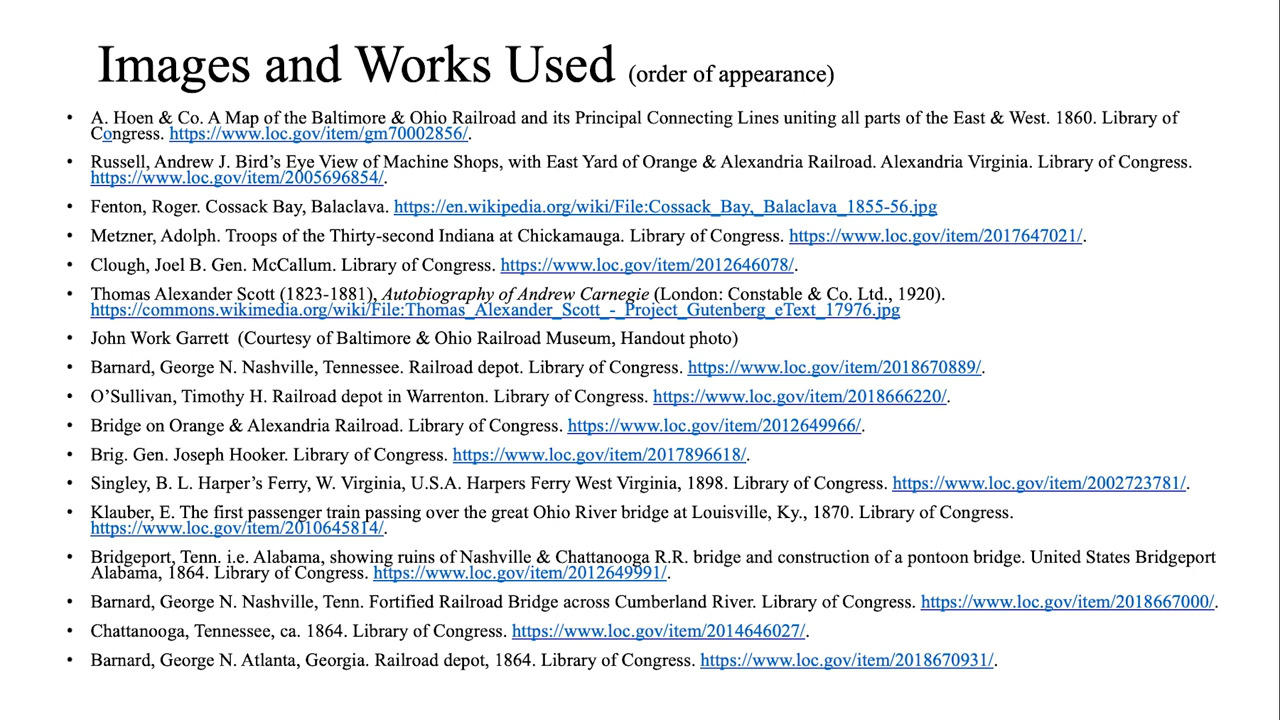 Images and Works Used (order of appearance)
• A. Hoen & Co. A Map of the Baltimore & Ohio Railroad and its Principal Connecting Lines uniting all parts of the East & West. 1860. Library of
Congress. https://www.loc.gov/item/gm70002856/.
• Russell, Andrew J. Bird's Eye View of Machine Shops, with East Yard of Orange & Alexandria Railroad. Alexandria Virginia. Library of Congress.
https://www.loc.gov/item/2005696854/.
• Fenton, Roger. Cossack Bay, Balaclava. https://en.wikipedia.org/wiki/File:Cossack_Bay,_Balaclava_1855-56.jpg
• Metzner, Adolph. Troops of the Thirty-second Indiana at Chickamauga. Library of Congress. https://www.loc.gov/item/2017647021/.
• Clough, Joel B. Gen. McCallum. Library of Congress. https://www.loc.gov/item/2012646078/.
• Thomas Alexander Scott (1823-1881), Autobiography of Andrew Carnegie (London: Constable & Co. Ltd., 1920).
https://commons.wikimedia.org/wiki/File:Thomas_Alexander_Scott_-_Project_Gutenberg_eText_17976.jpg
• John Work Garrett (Courtesy of Baltimore & Ohio Railroad Museum, Handout photo)
• Barnard, George N. Nashville, Tennessee. Railroad depot. Library of Congress. https://www.loc.gov/item/2018670889/.
• O'Sullivan, Timothy H. Railroad depot in Warrenton. Library of Congress. https://www.loc.gov/item/2018666220/.
• Bridge on Orange & Alexandria Railroad. Library of Congress. https://www.loc.gov/item/2012649966/.
• Brig. Gen. Joseph Hooker. Library of Congress. https://www.loc.gov/item/2017896618/.
• Singley, B. L. Harper's Ferry, W. Virginia, U.S.A. Harpers Ferry West Virginia, 1898. Library of Congress. https://www.loc.gov/item/2002723781/.
• Klauber, E. The first passenger train passing over the great Ohio River bridge at Louisville, Ky., 1870. Library of Congress.
https://www.loc.gov/item/2010645814/.
• Bridgeport, Tenn. i.e. Alabama, showing ruins of Nashville & Chattanooga R.R. bridge and construction of a pontoon bridge. United States Bridgeport
Alabama, 1864. Library of Congress. https://www.loc.gov/item/2012649991/.
• Barnard, George N. Nashville, Tenn. Fortified Railroad Bridge across Cumberland River. Library of Congress. https://www.loc.gov/item/2018667000/.
• Chattanooga, Tennessee, ca. 1864. Library of Congress. https://www.loc.gov/item/2014646027/.
• Barnard, George N. Atlanta, Georgia. Railroad depot, 1864. Library of Congress. https://www.loc.gov/item/2018670931/.